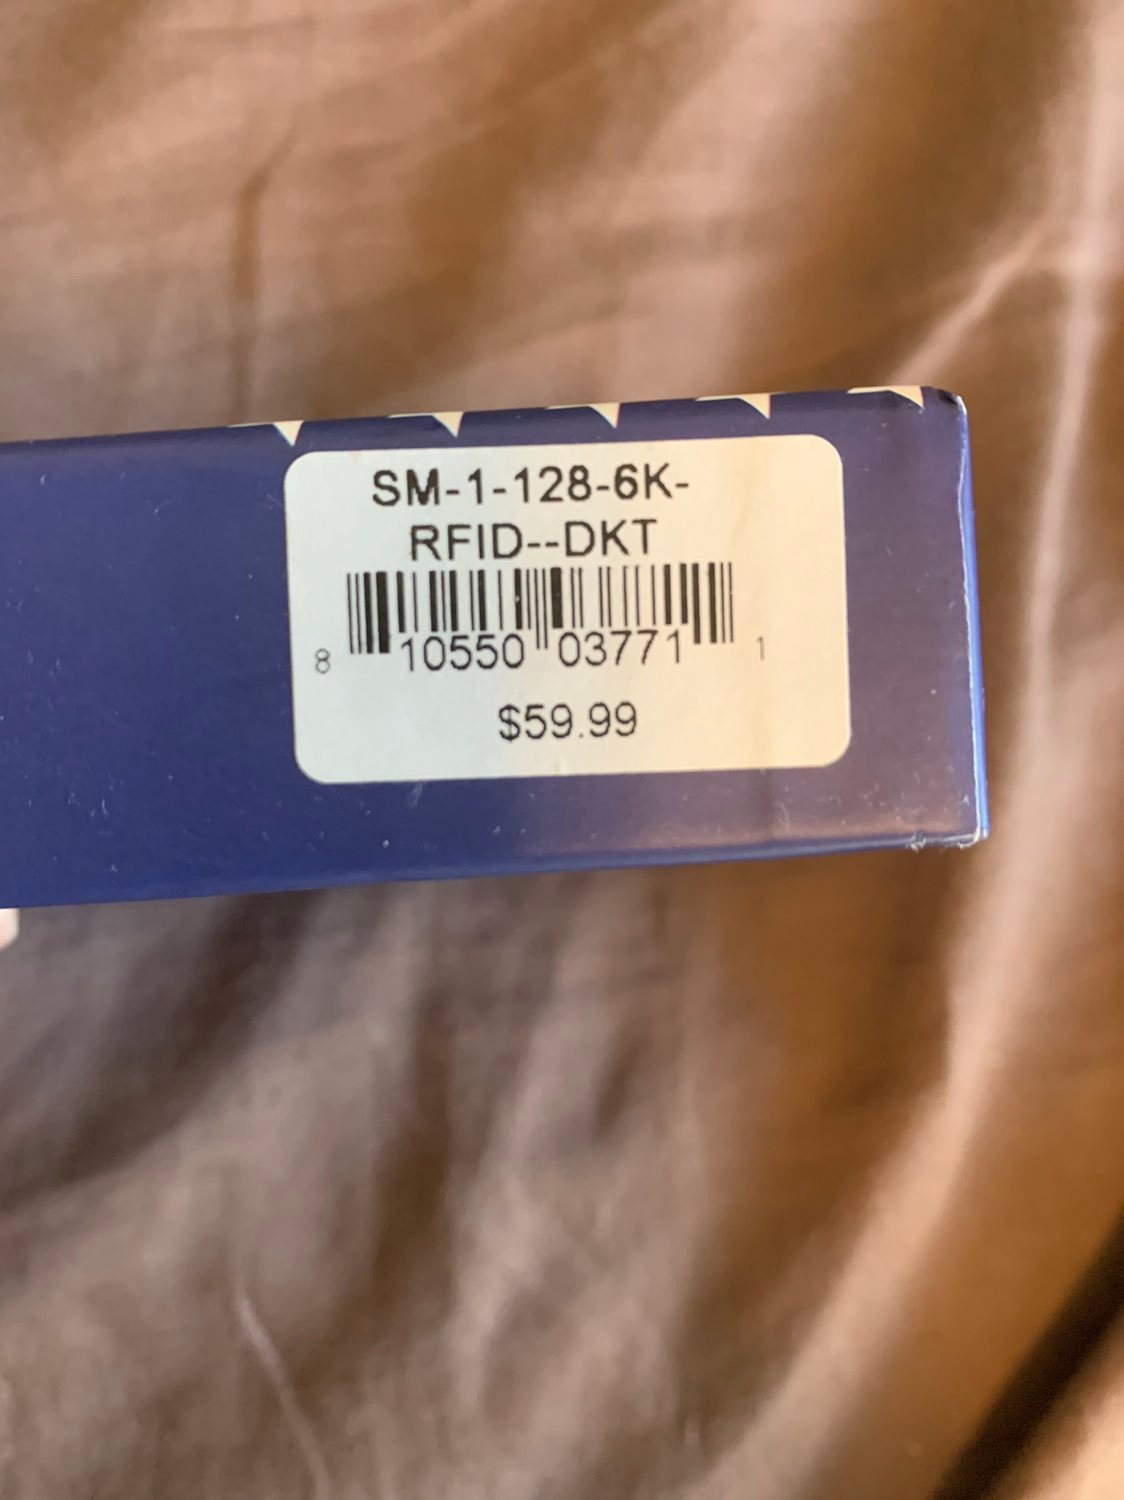 SM-1-128-6K-
RFID--DKT
8 10550 03771 1
$59.99